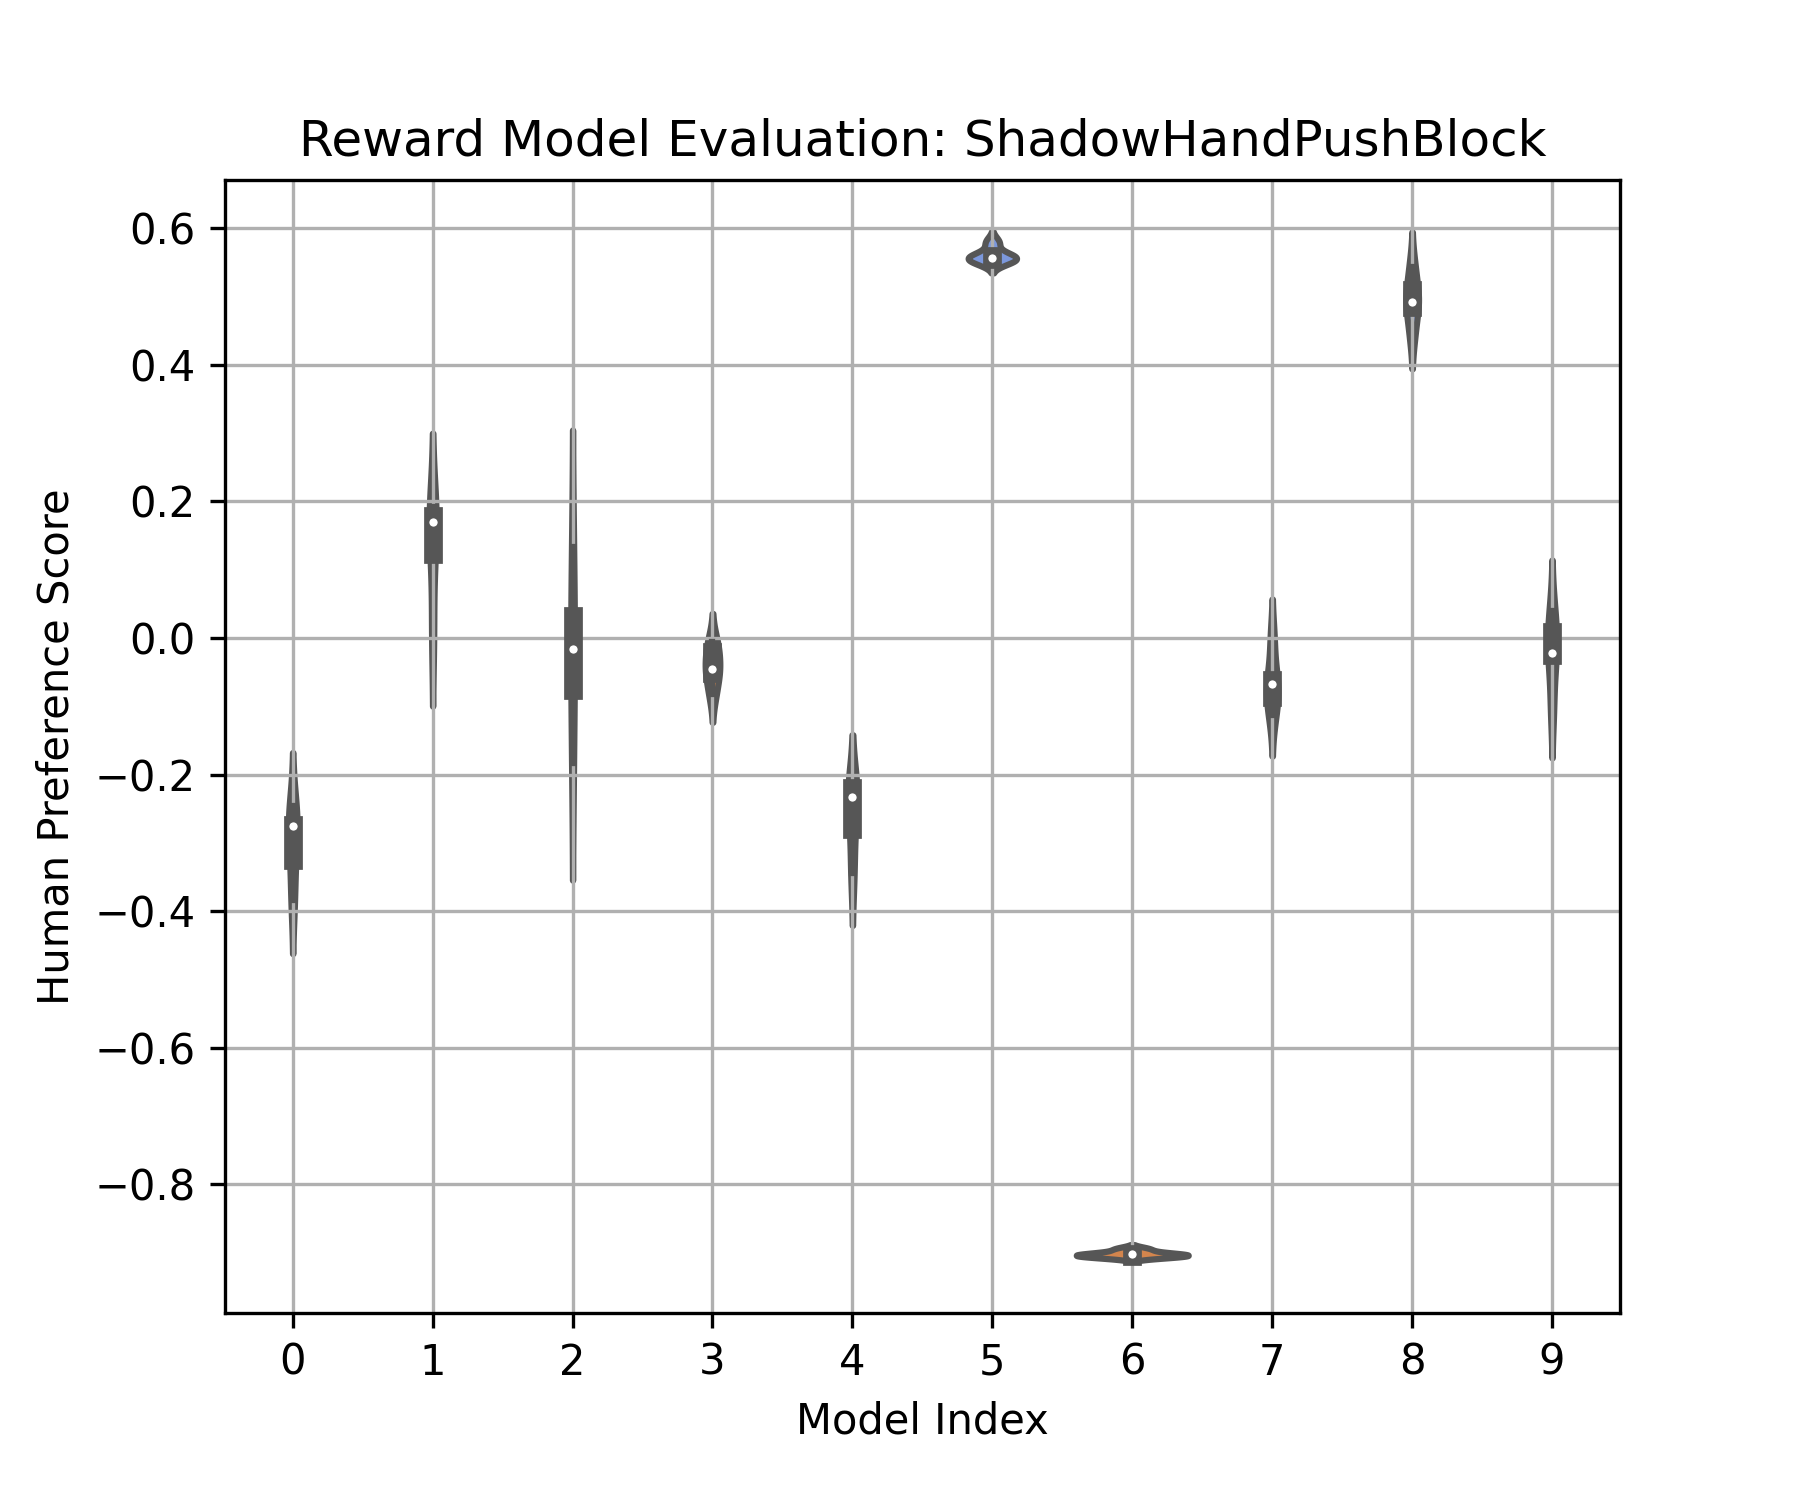 Reward Model Evaluation: ShadowHandPushBlock
0.6
0.4
0.2
0.0
−0.2
−0.4
−0.6
−0.8
Human Preference Score
0 1 2 3 4 5 6 7 8 9
Model Index